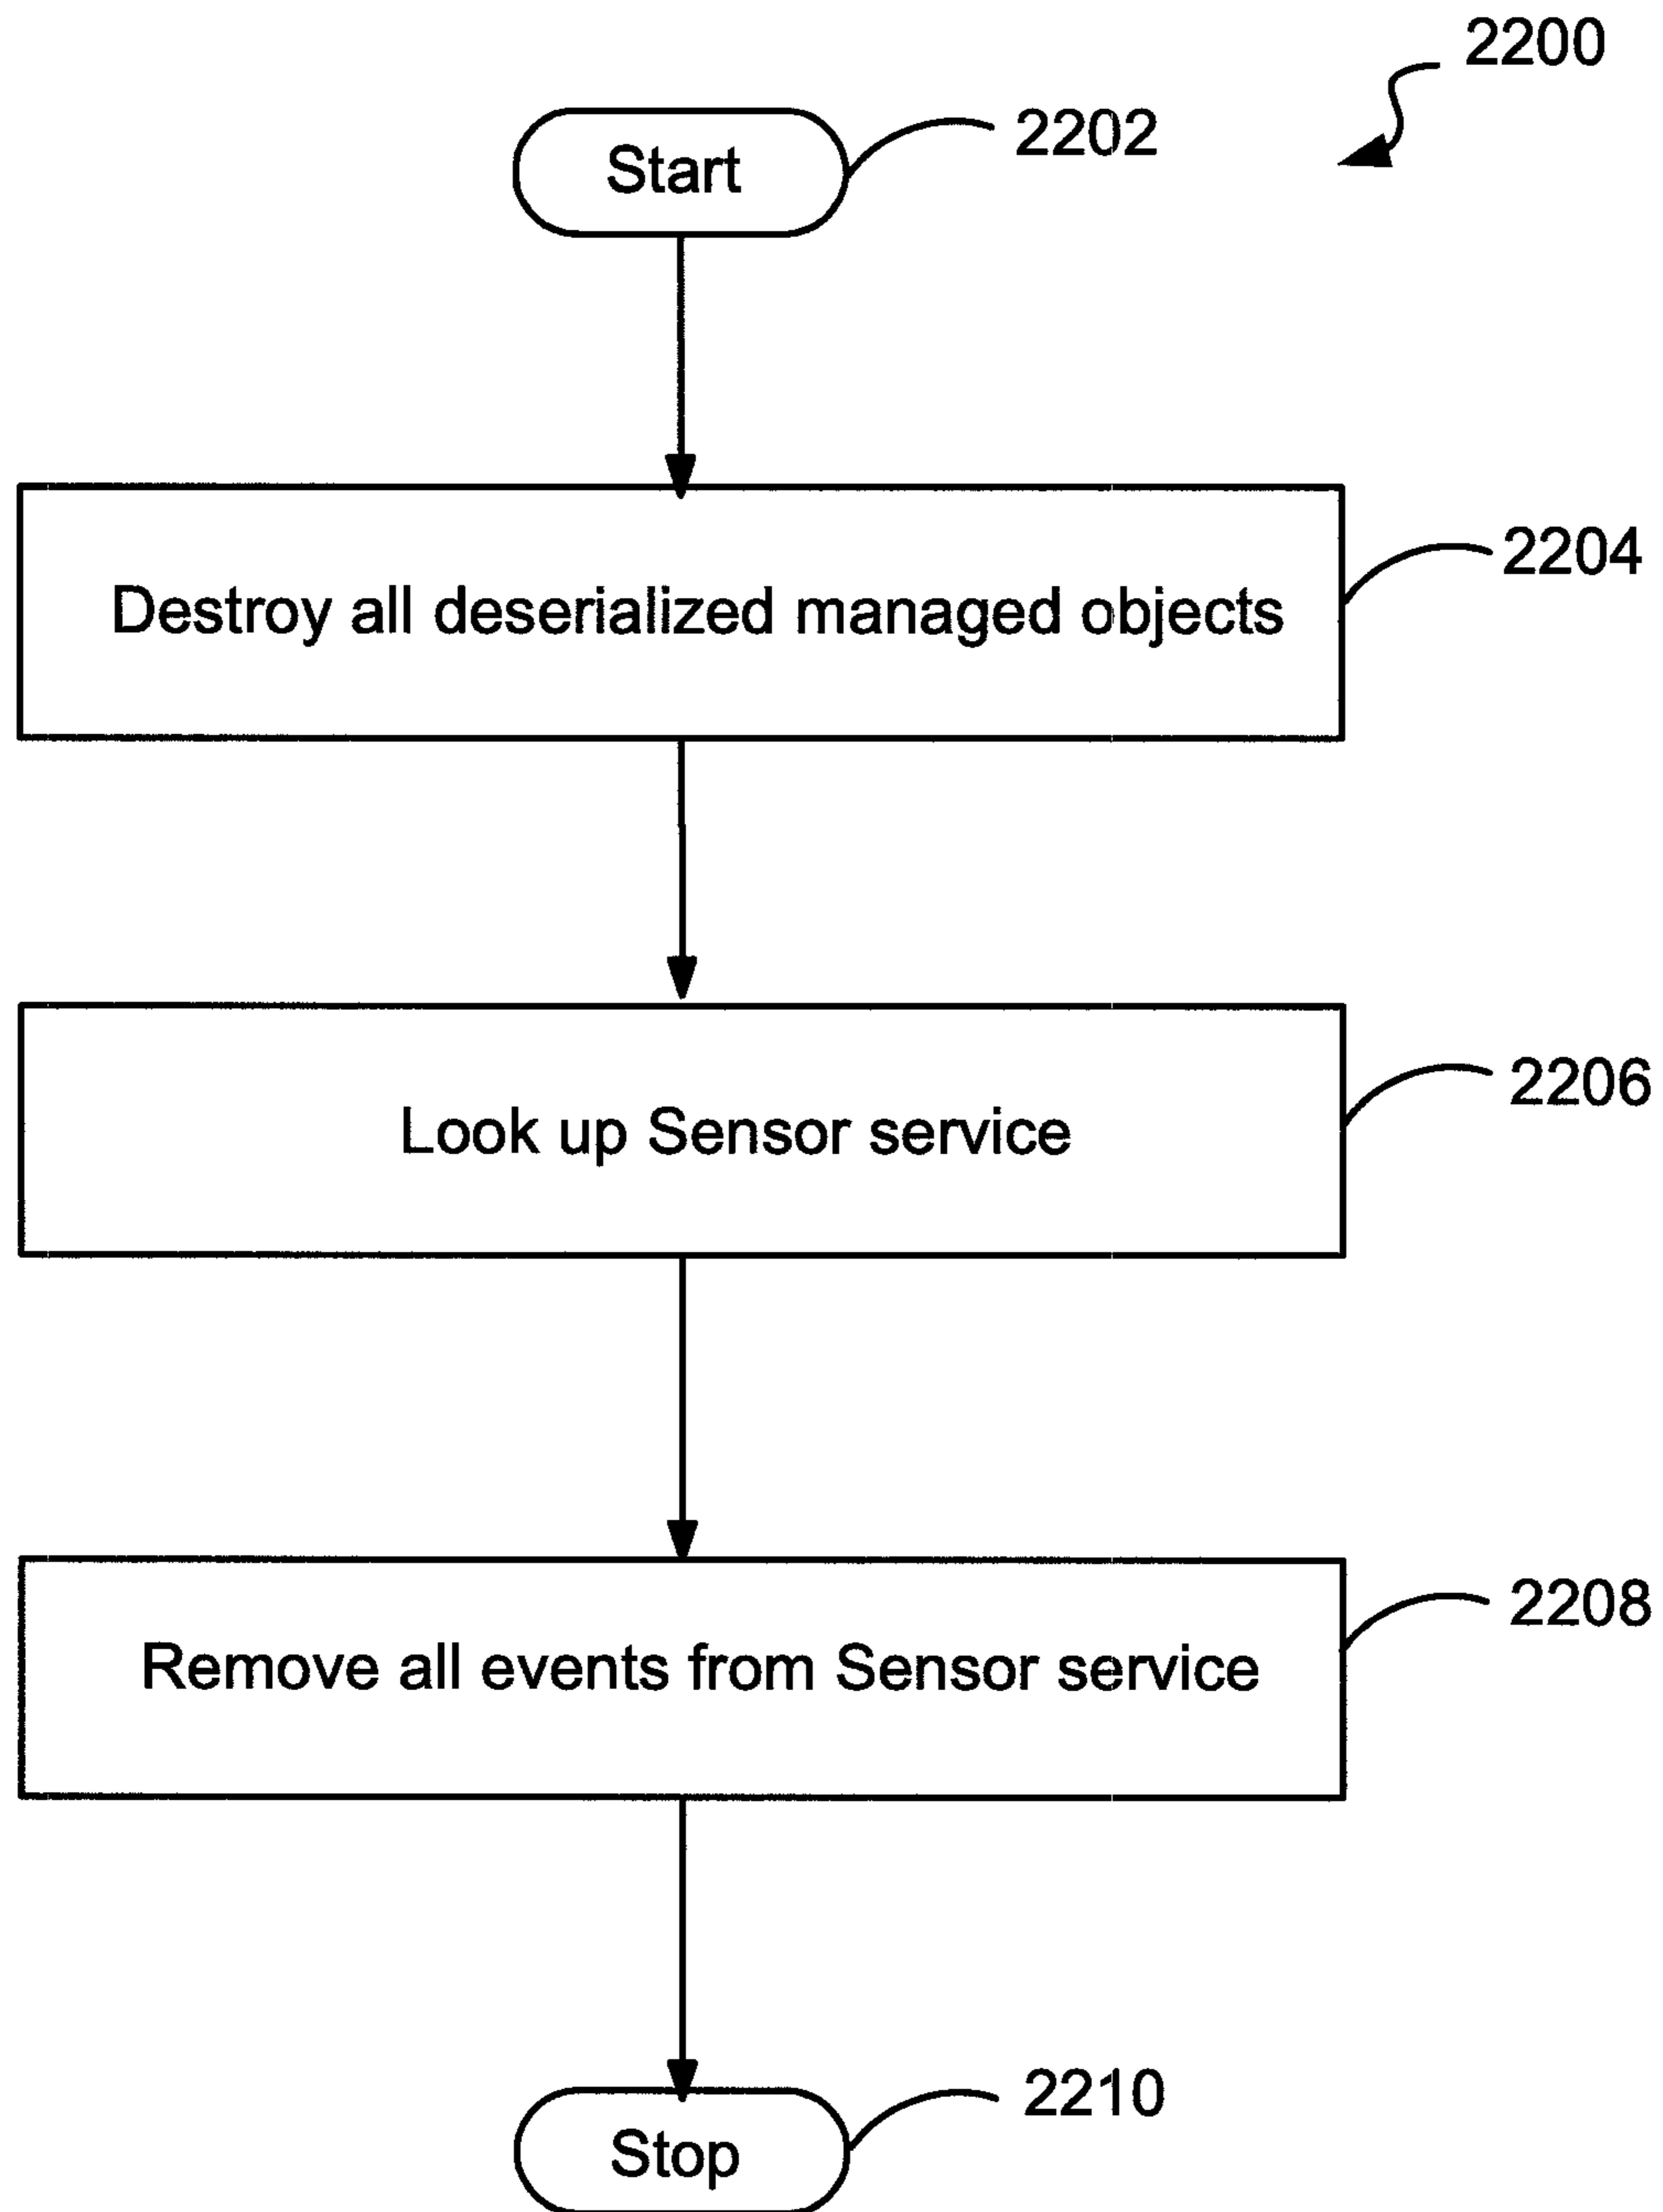 2200
Start
2202
Destroy all deserialized managed objects
2204
Look up Sensor service
2206
Remove all events from Sensor service
2208
Stop
2210